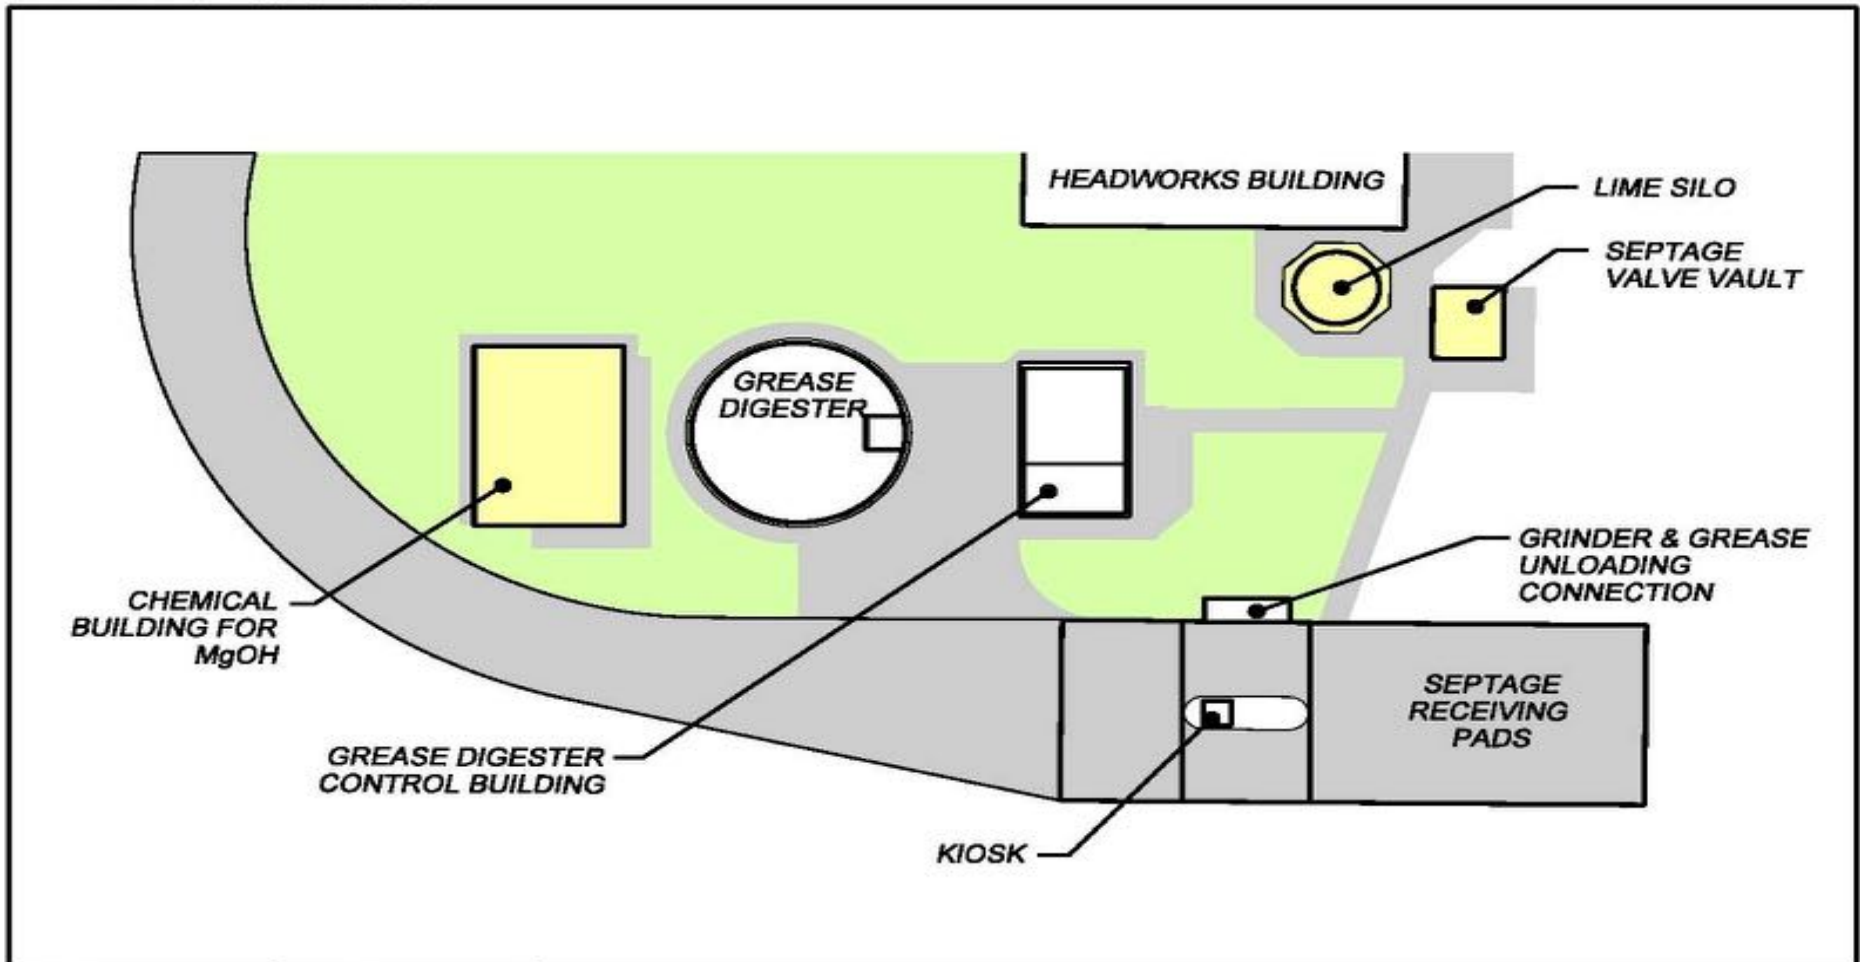 HEADWORKS BUILDING
LIME SILO
SEPTAGE
VALVE VAULT
GREASE
DIGESTER
GRINDER & GREASE
UNLOADING
CONNECTION
CHEMICAL
BUILDING FOR
MgOH
SEPTAGE
RECEIVING
PADS
GREASE DIGESTER
CONTROL BUILDING
KIOSK